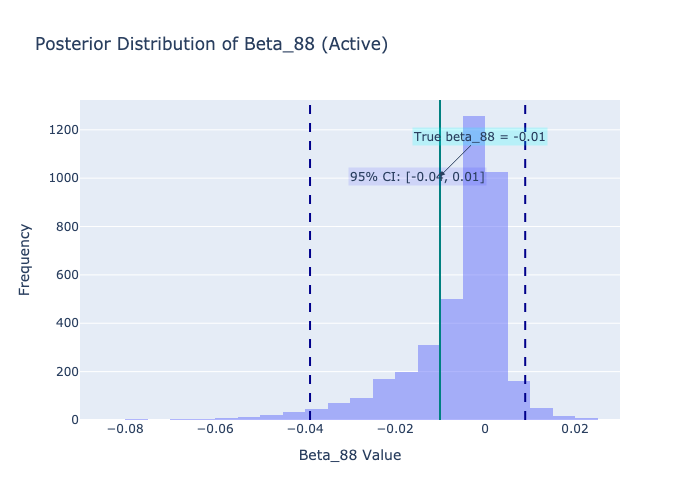 Posterior Distribution of Beta_88 (Active)
1200
1000
800
600
400
200
0
Frequency
True beta_88 = -0.01
95% CI: [-0.04, 0.01]
−0.08
−0.06
−0.04
−0.02
0
0.02
Beta_88 Value